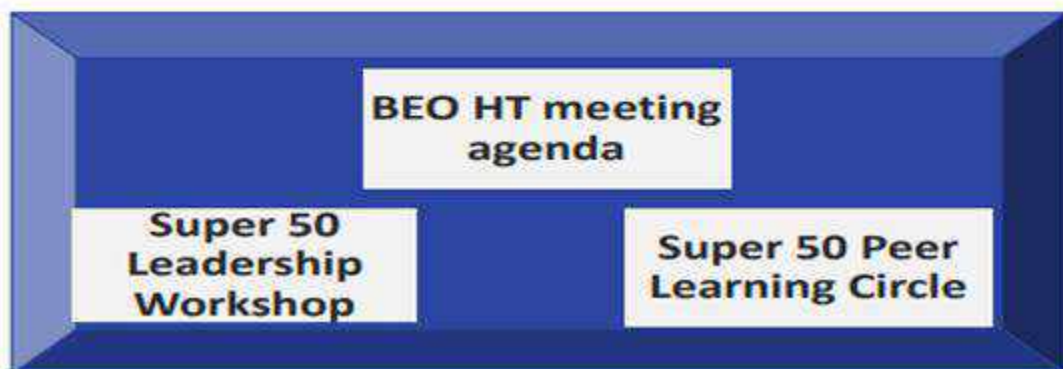 BEO HT meeting
agenda
Super 50
Leadership
Workshop
Super 50 Peer
Learning Circle